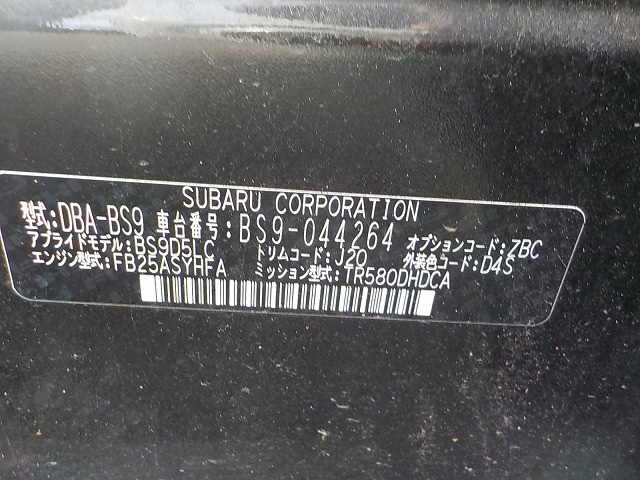 SUBARU CORPORATION
型式:DBA-BS9 車台番号:BS9-044264 オプションコード:ZBC
アプライドモデル:BS9D5LC トリムコード:J20 外装色コード:D4S
エンジン型式:FB25ASYHFA ミッション型式:TR580DHDCA